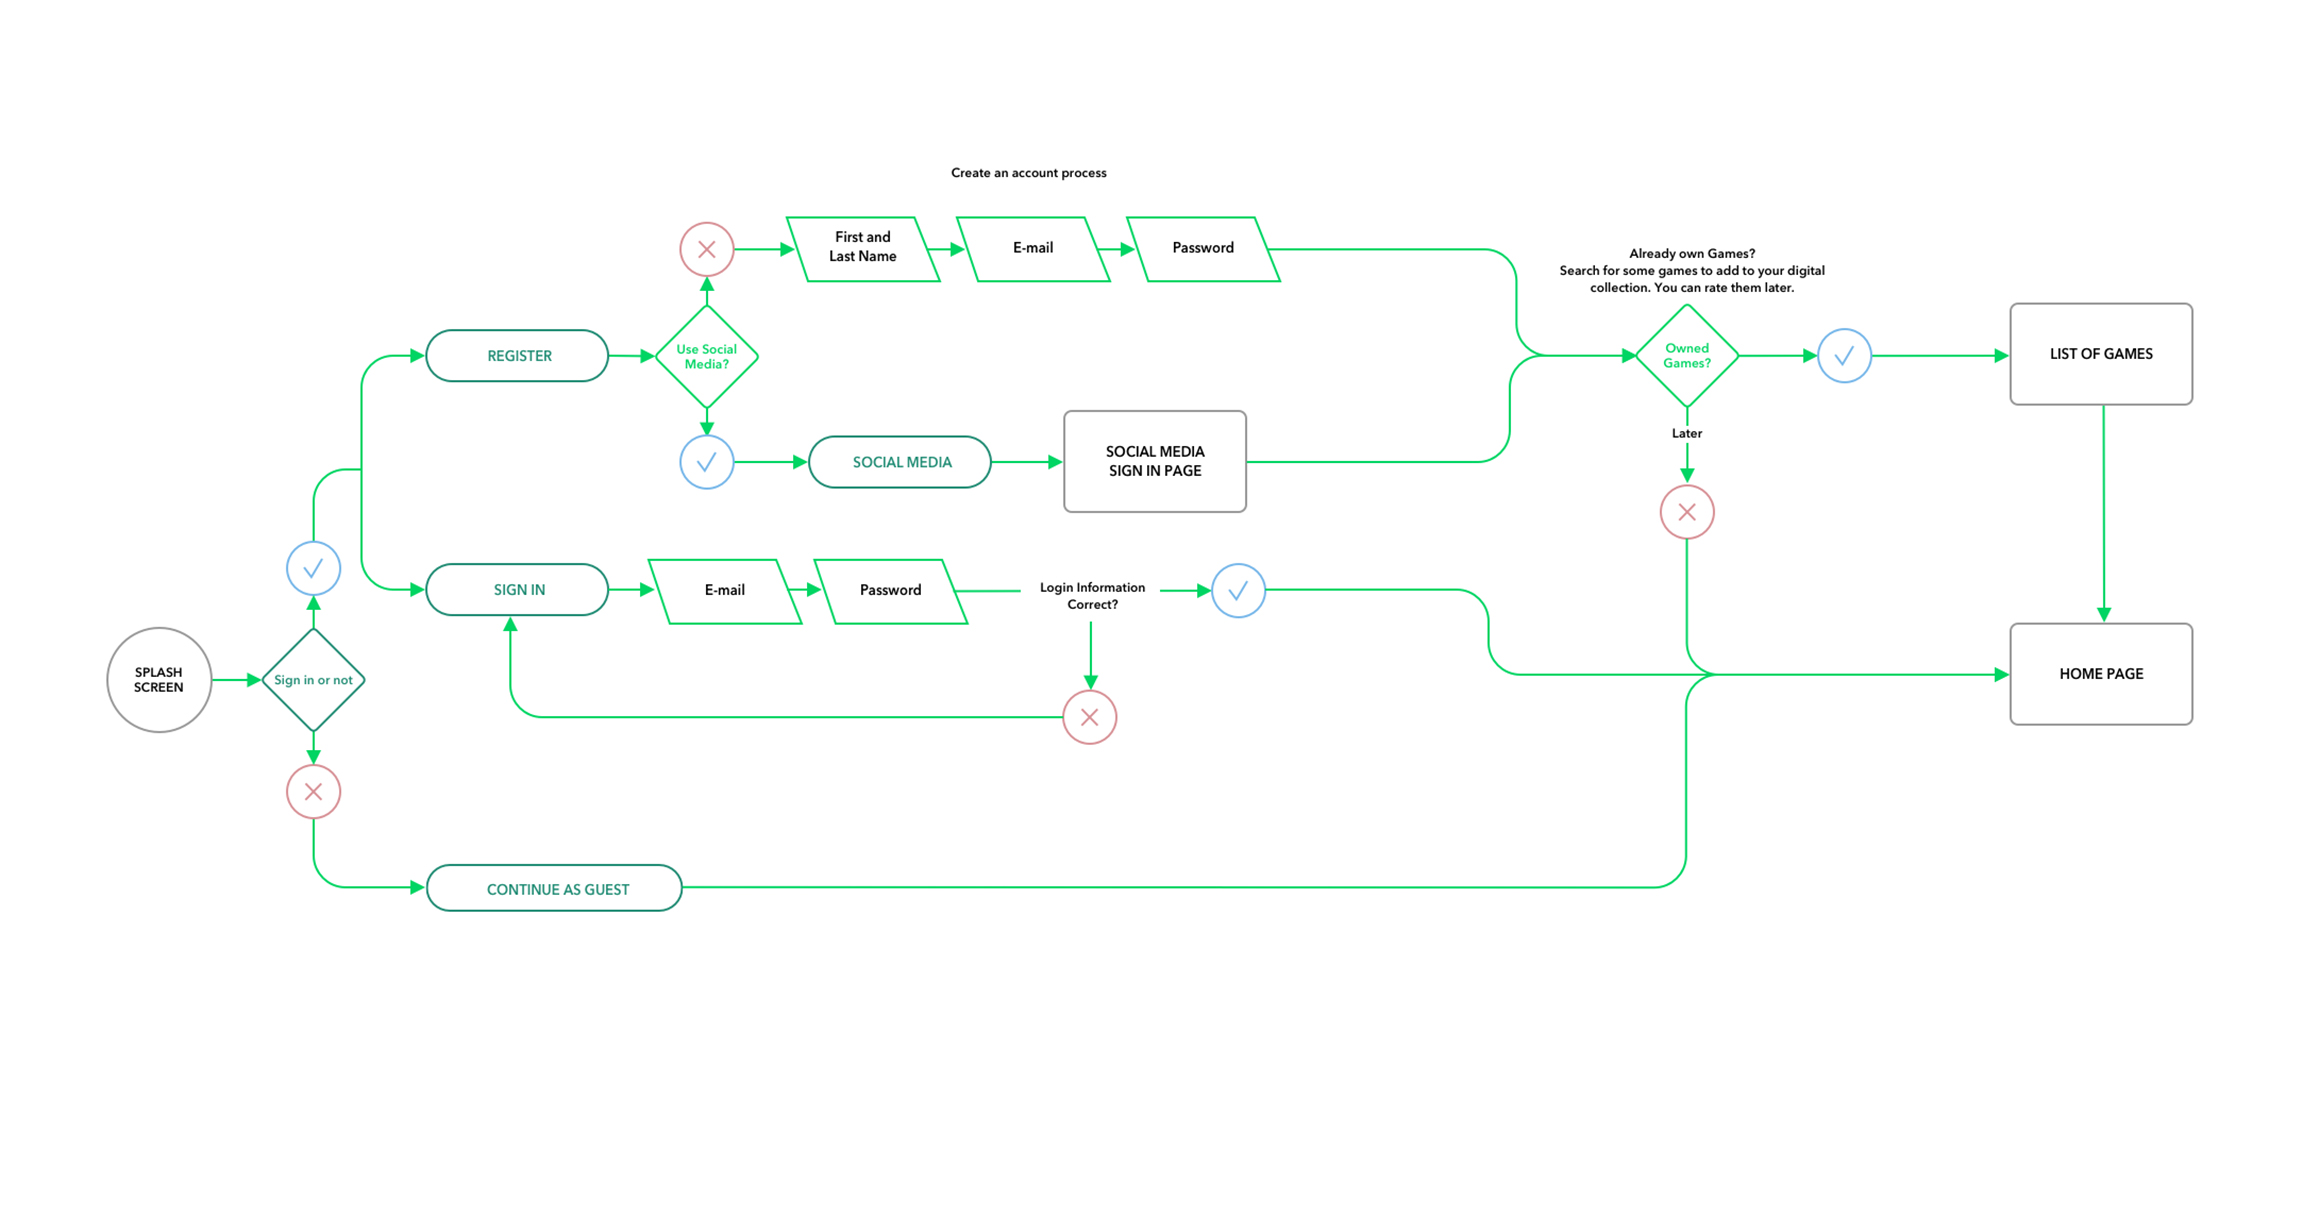 Create an account process
First and
Last Name
E-mail
Password
Already own Games?
Search for some games to add to your digital
collection. You can rate them later.
REGISTER
Use Social
Media?
Owned
Games?
LIST OF GAMES
Later
SOCIAL MEDIA
SOCIAL MEDIA
SIGN IN PAGE
SIGN IN
E-mail
Password
Login Information
Correct?
SPLASH
SCREEN
Sign in or not
HOME PAGE
CONTINUE AS GUEST